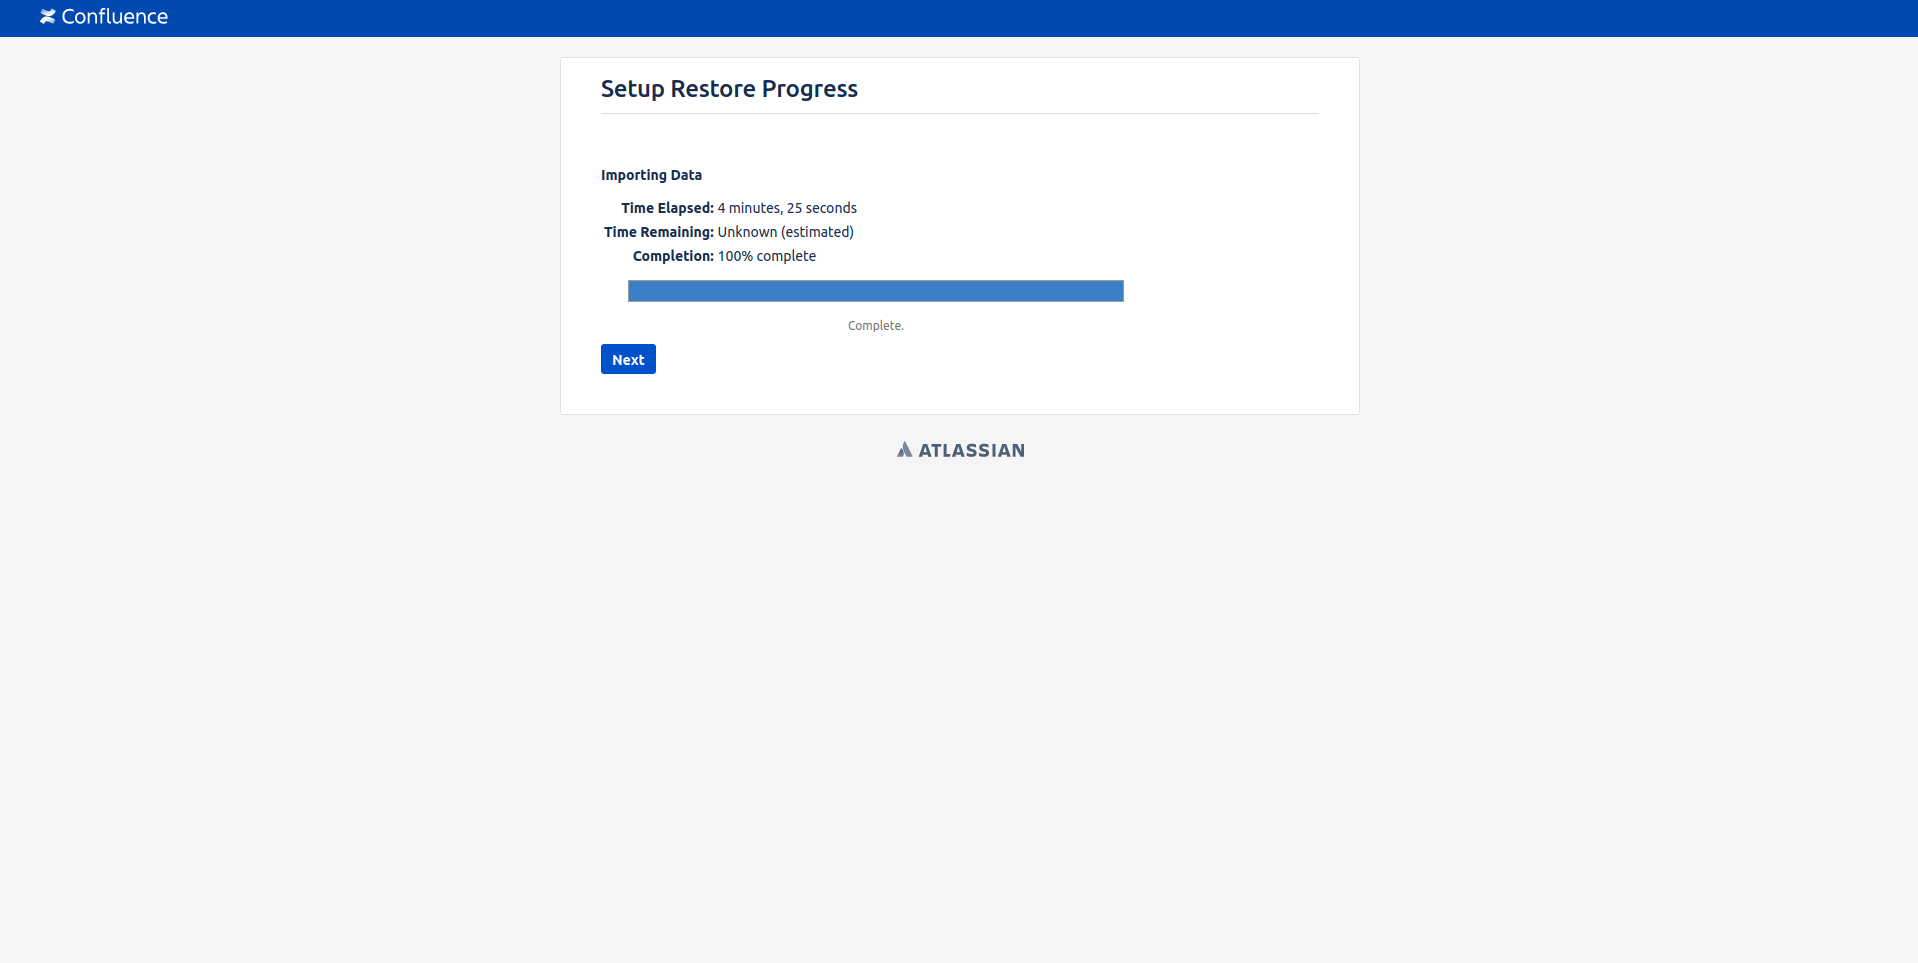 Confluence
Setup Restore Progress
Importing Data
Time Elapsed: 4 minutes, 25 seconds
Time Remaining: Unknown (estimated)
Completion: 100% complete
Complete.
Next
ATLASSIAN